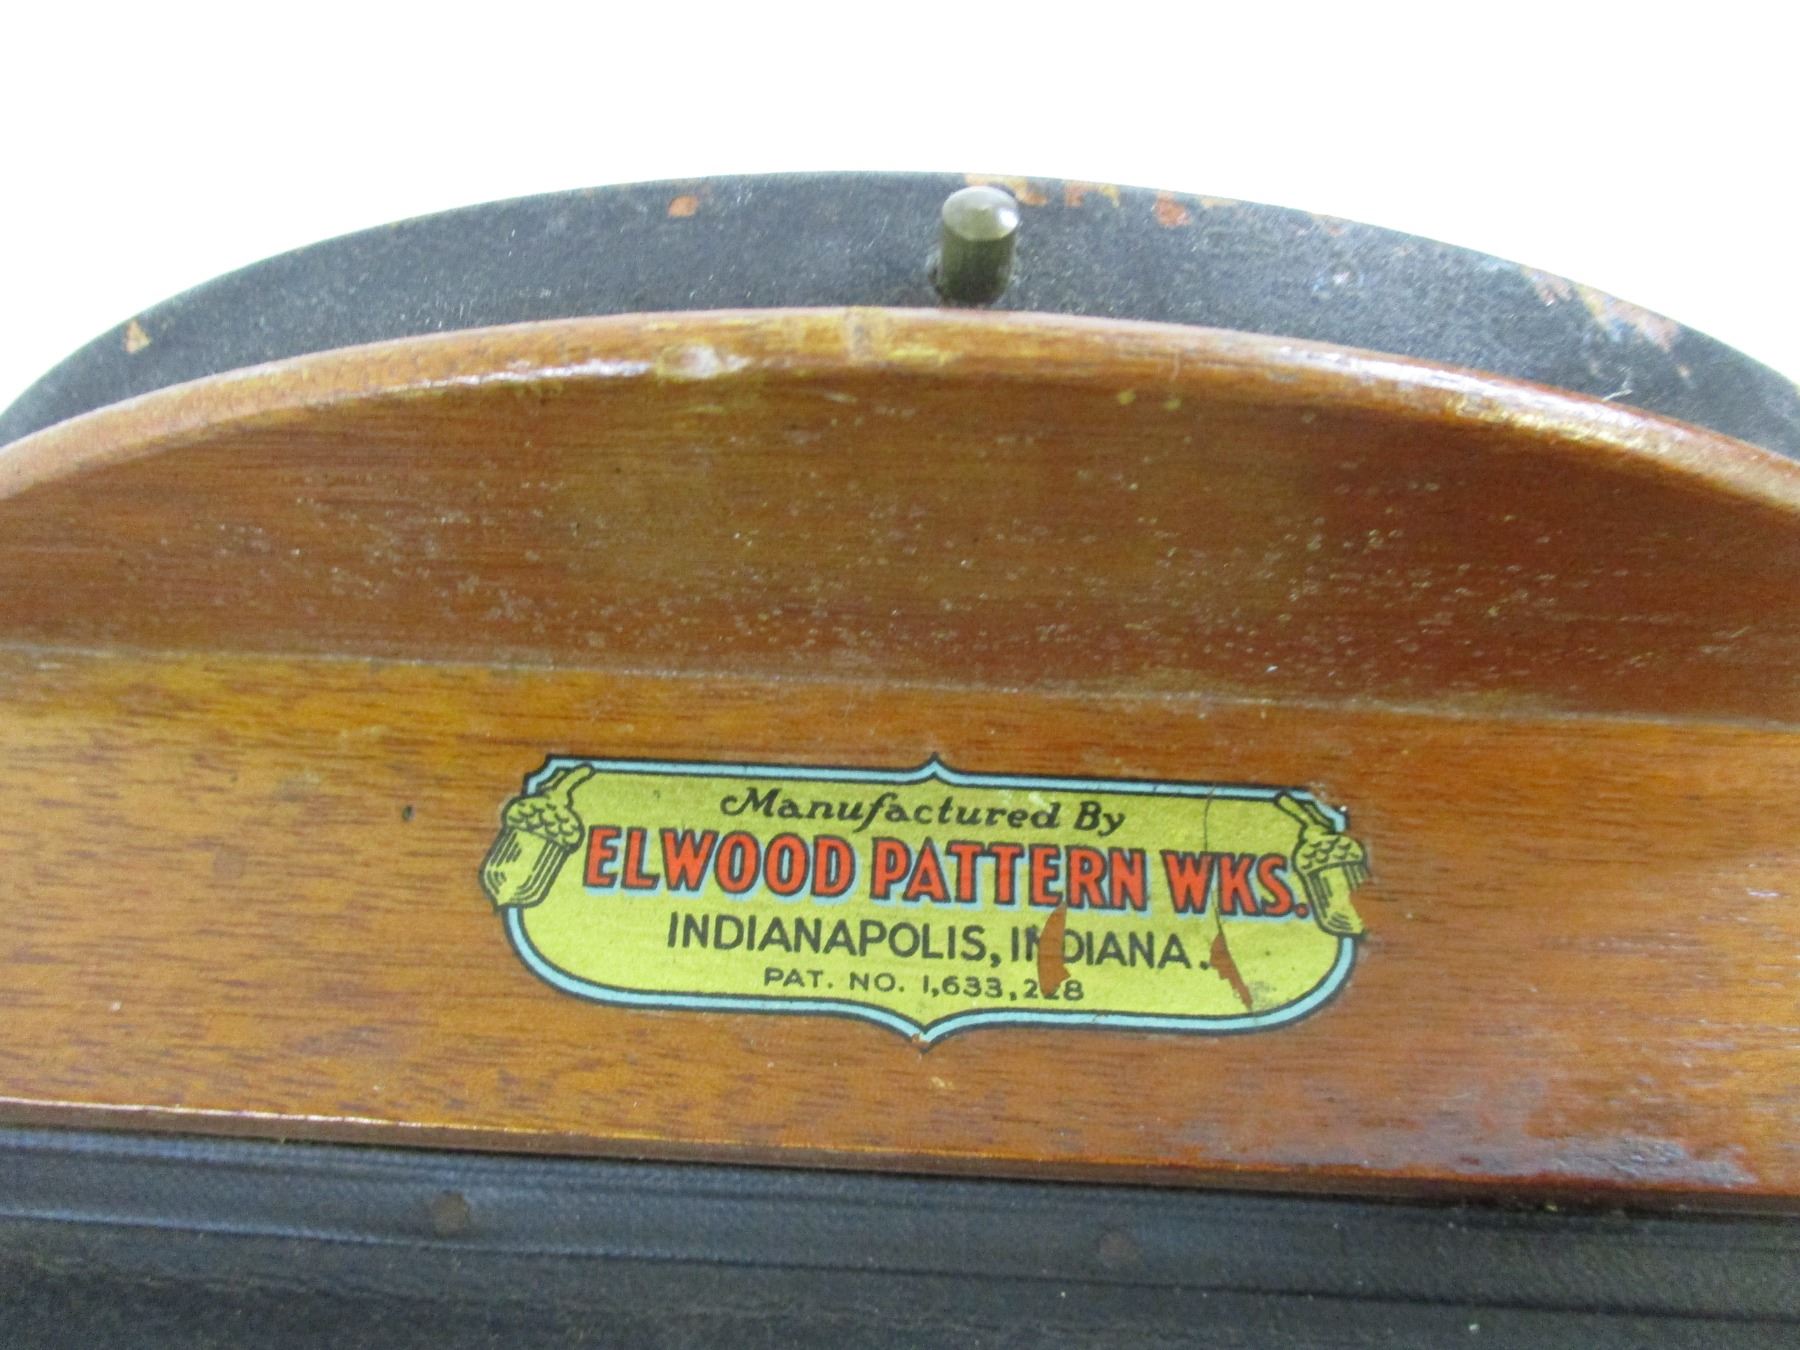 Manufactured By
ELWOOD PATTERN WKS.
INDIANAPOLIS, INDIANA.
PAT. NO. 1,633,228